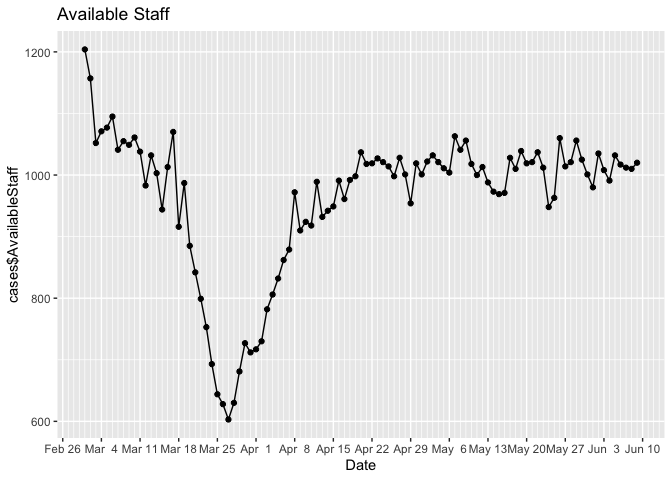 Available Staff
1200
1000
800
600
cases$AvailableStaff
Feb 26 Mar 4 Mar 11 Mar 18 Mar 25 Apr 1 Apr 8 Apr 15 Apr 22 Apr 29 May 6 May 13 May 20 May 27 Jun 3 Jun 10
Date